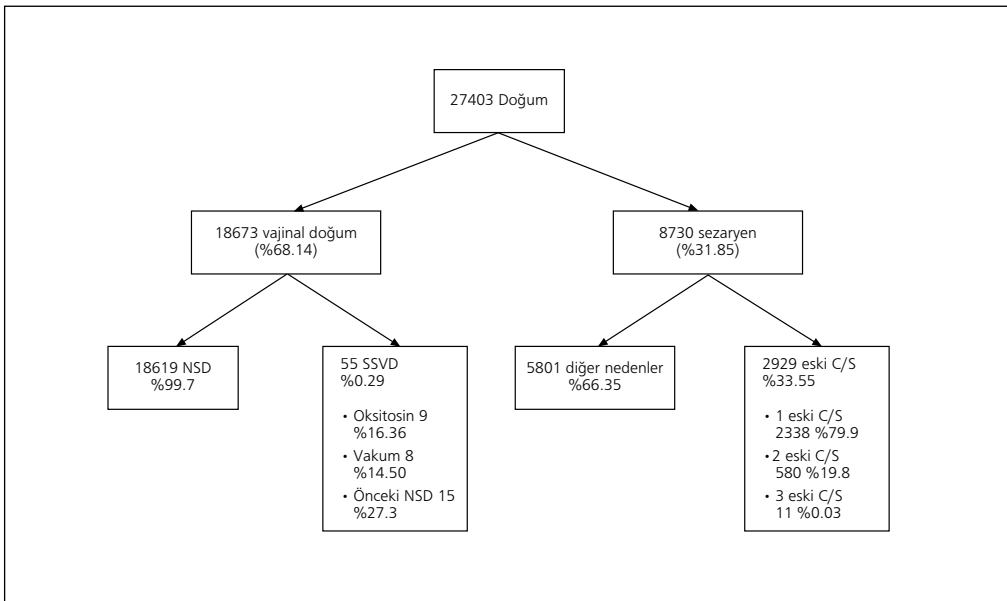 27403 Doğum
18673 vajinal doğum
(%68.14)
8730 sezaryen
(%31.85)
18619 NSD
%99.7
55 SSVD
%0.29
• Oksitosin 9
%16.36
• Vakum 8
%14.50
• Önceki NSD 15
%27.3
5801 diğer nedenler
%66.35
2929 eski C/S
%33.55
• 1 eski C/S
2338 %79.9
•2 eski C/S
580 %19.8
• 3 eski C/S
11 %0.03